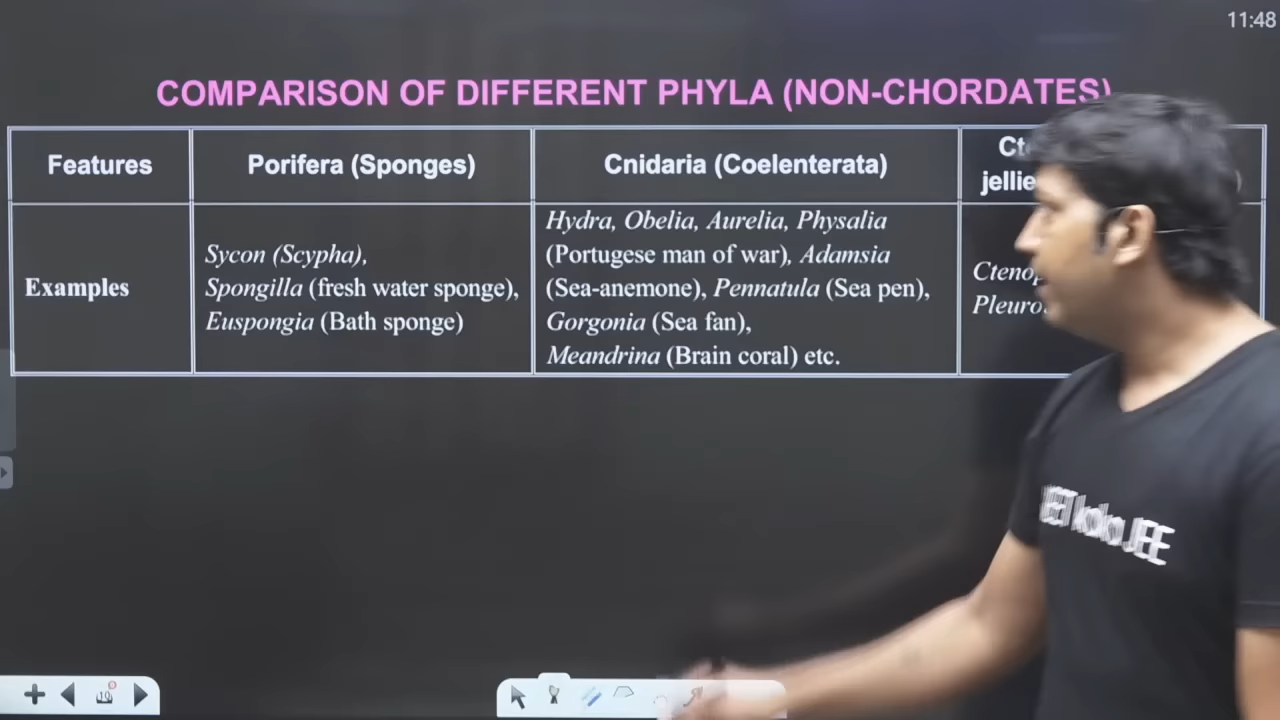 11:48
COMPARISON OF DIFFERENT PHYLA (NON-CHORDATES)
Features
Porifera (Sponges)
Cnidaria (Coelenterata)
Examples
Sycon (Scypha),
Spongilla (fresh water sponge),
Euspongia (Bath sponge)
Hydra, Obelia, Aurelia, Physalia
(Portugese man of war), Adamsia
(Sea-anemone), Pennatula (Sea pen),
Gorgonia (Sea fan),
Meandrina (Brain coral) etc.
JEE